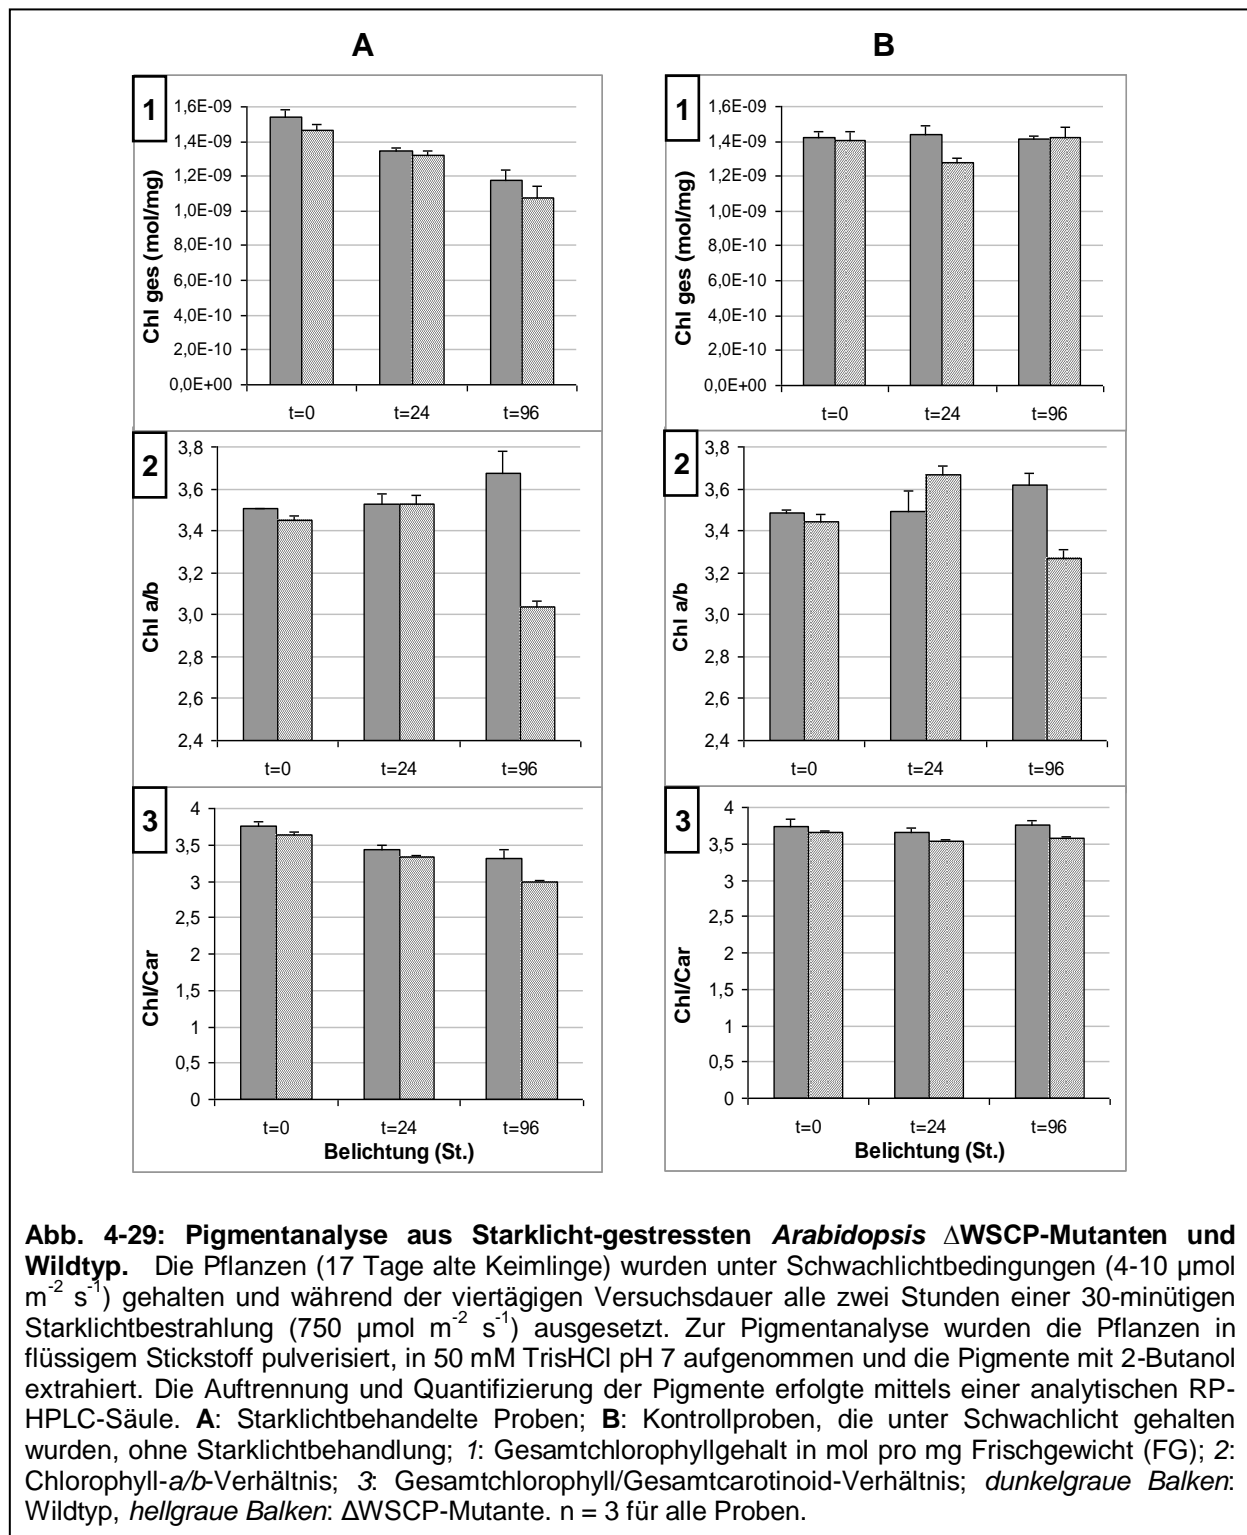 A
B
1
1,6E-09
1,4E-09
1,2E-09
1,0E-09
8,0E-10
6,0E-10
4,0E-10
2,0E-10
0,0E+00
Chl ges (mol/mg)
t=0 t=24 t=96
1
1,6E-09
1,4E-09
1,2E-09
1,0E-09
8,0E-10
6,0E-10
4,0E-10
2,0E-10
0,0E+00
Chl ges (mol/mg)
t=0 t=24 t=96
2
3,8
3,6
3,4
3,2
3,0
2,8
2,6
2,4
Chl a/b
t=0 t=24 t=96
2
3,8
3,6
3,4
3,2
3,0
2,8
2,6
2,4
Chl a/b
t=0 t=24 t=96
3
4
3,5
3
2,5
2
1,5
1
0,5
0
Chl/Car
t=0 t=24 t=96
Belichtung (St.)
3
4
3,5
3
2,5
2
1,5
1
0,5
0
Chl/Car
t=0 t=24 t=96
Belichtung (St.)
Abb. 4-29: Pigmentanalyse aus Starklicht-gestressten Arabidopsis ΔWSCP-Mutanten und
Wildtyp. Die Pflanzen (17 Tage alte Keimlinge) wurden unter Schwachlichtbedingungen (4-10 µmol
m⁻² s⁻¹) gehalten und während der viertägigen Versuchsdauer alle zwei Stunden einer 30-minütigen
Starklichtbestrahlung (750 µmol m⁻² s⁻¹) ausgesetzt. Zur Pigmentanalyse wurden die Pflanzen in
flüssigem Stickstoff pulverisiert, in 50 mM TrisHCl pH 7 aufgenommen und die Pigmente mit 2-Butanol
extrahiert. Die Auftrennung und Quantifizierung der Pigmente erfolgte mittels einer analytischen RP-
HPLC-Säule. A: Starklichtbehandelte Proben; B: Kontrollproben, die unter Schwachlicht gehalten
wurden, ohne Starklichtbehandlung; 1: Gesamtchlorophyllgehalt in mol pro mg Frischgewicht (FG); 2:
Chlorophyll-a/b-Verhältnis; 3: Gesamtchlorophyll/Gesamtcarotinoid-Verhältnis; dunkelgraue Balken:
Wildtyp, hellgraue Balken: ΔWSCP-Mutante. n = 3 für alle Proben.